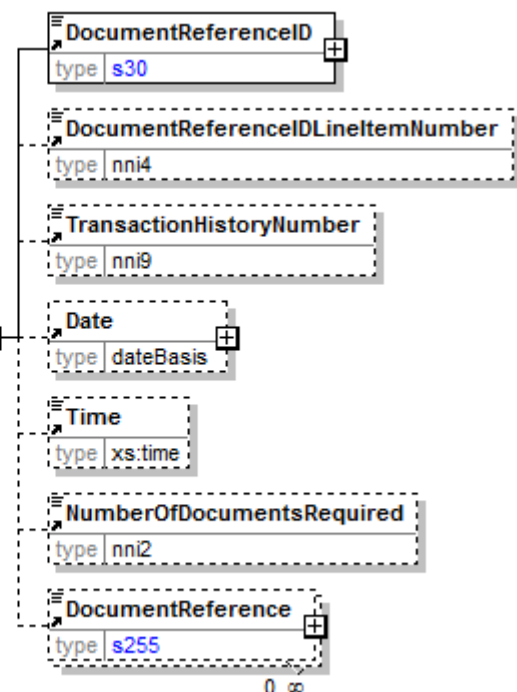 DocumentReferenceID
type s30
DocumentReferenceIDLineItemNumber
type nni4
TransactionHistoryNumber
type nni9
Date
type dateBasis
Time
type xs:time
NumberOfDocumentsRequired
type nni2
DocumentReference
type s255
0..∞